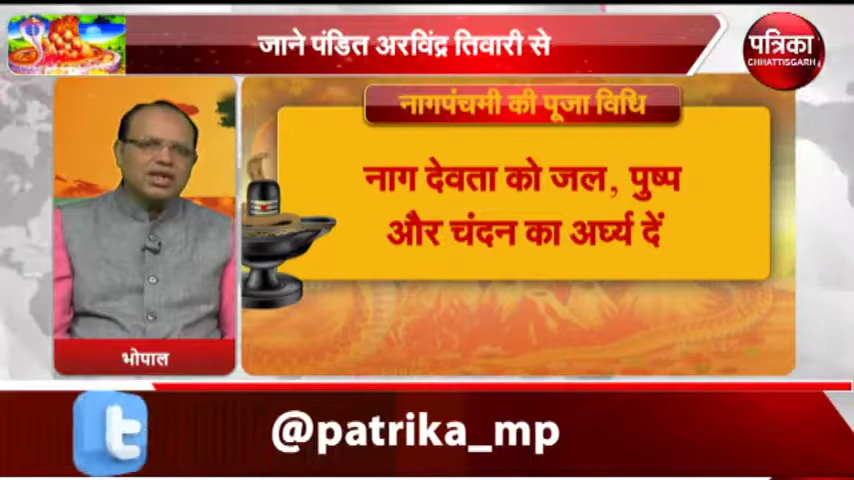 जाने पंडित अरविंद्र तिवारी से
पत्रिका
CHHATTISGARH
नागपंचमी की पूजा विधि
नाग देवता को जल, पुष्प
और चंदन का अर्घ्य दें
भोपाल
@patrika_mp